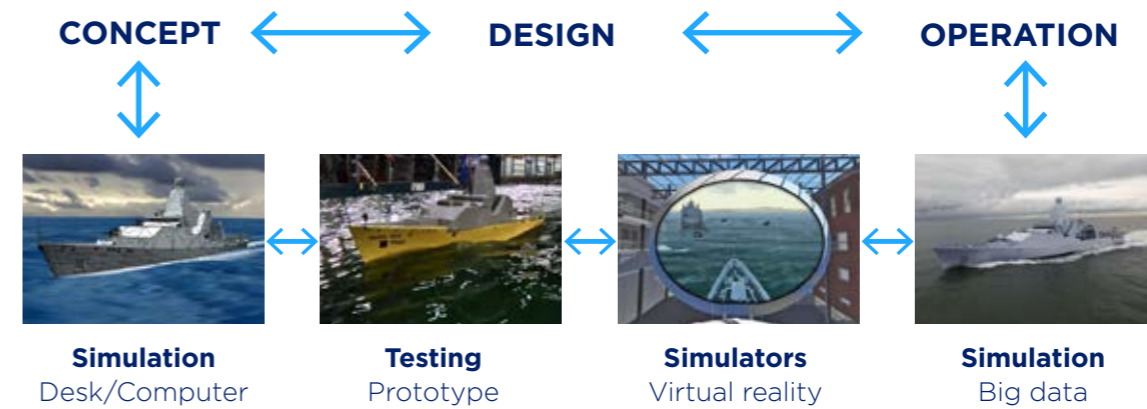 CONCEPT
DESIGN
OPERATION
Simulation
Desk/Computer
Testing
Prototype
Simulators
Virtual reality
Simulation
Big data